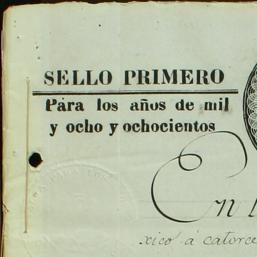 SELLO PRIMERO
Para los años de mil
y ocho y ochocientos
En l
xico á catorce